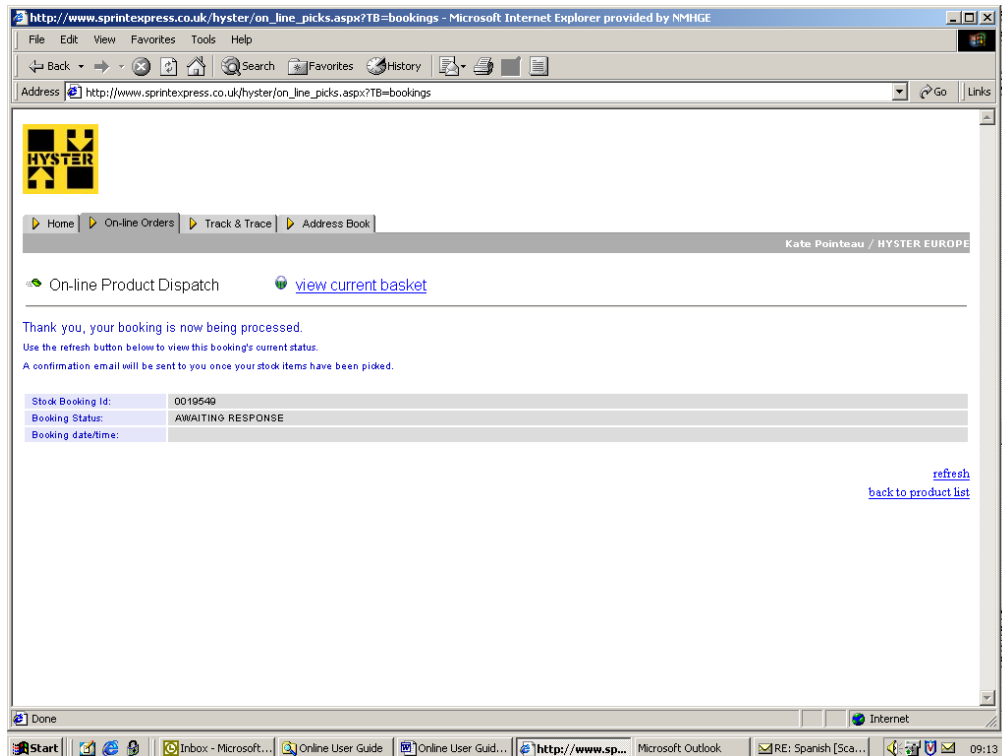 http://www.sprintexpress.co.uk/hyster/on_line_picks.aspx?TB=bookings - Microsoft Internet Explorer provided by NMHGE
File Edit View Favorites Tools Help
Back Search Favorites History
Address http://www.sprintexpress.co.uk/hyster/on_line_picks.aspx?TB=bookings Go Links
HYSTER
Home On-line Orders Track & Trace Address Book
Kate Pointeau / HYSTER EUROPE
On-line Product Dispatch view current basket
Thank you, your booking is now being processed.
Use the refresh button below to view this booking's current status.
A confirmation email will be sent to you once your stock items have been picked.
Stock Booking Id: 0019549
Booking Status: AWAITING RESPONSE
Booking date/time:
refresh
back to product list
Done Internet
Start Inbox - Microsoft... Online User Guide Online User Guid... http://www.sp... Microsoft Outlook RE: Spanish [Sca... 09:13